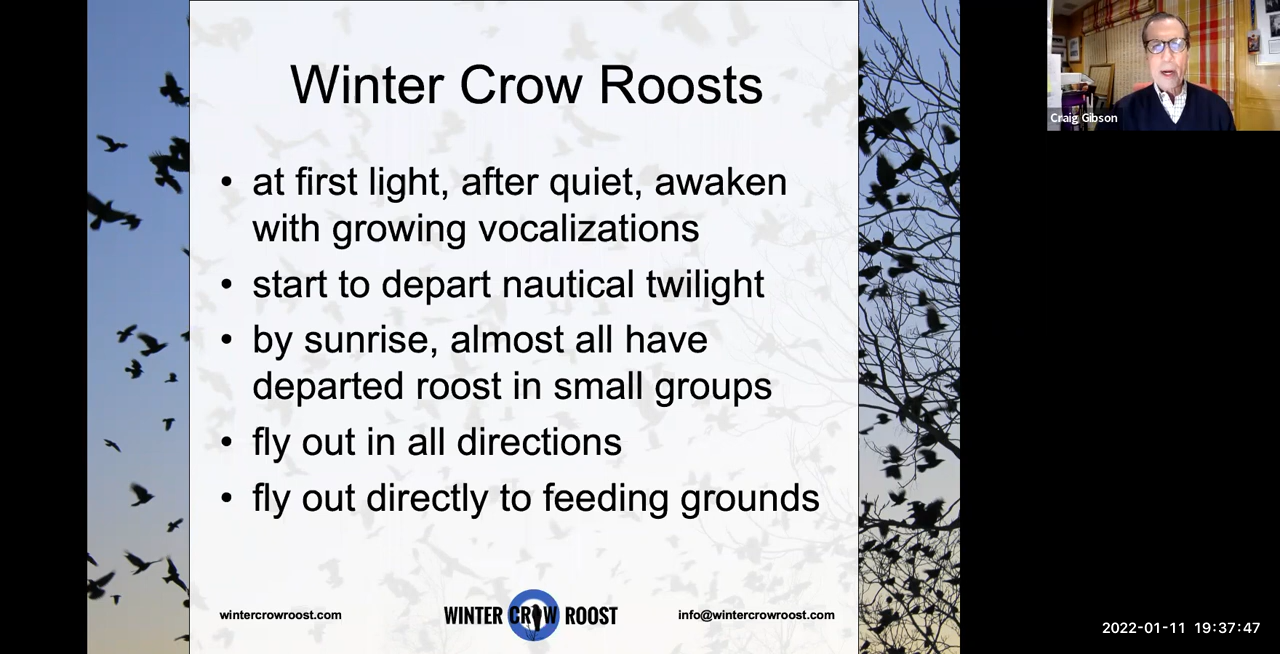 Winter Crow Roosts
• at first light, after quiet, awaken
with growing vocalizations
• start to depart nautical twilight
• by sunrise, almost all have
departed roost in small groups
• fly out in all directions
• fly out directly to feeding grounds
wintercrowroost.com
WINTER CROW ROOST
info@wintercrowroost.com
Craig Gibson
2022-01-11 19:37:47